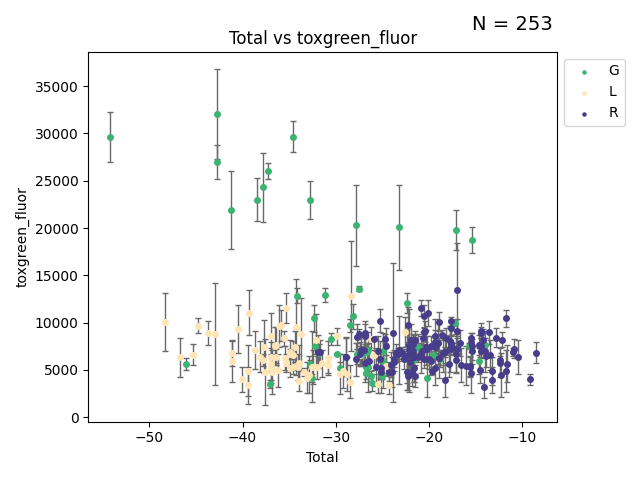 N = 253
Total vs toxgreen_fluor
G
L
R
toxgreen_fluor
35000
30000
25000
20000
15000
10000
5000
0
−50 −40 −30 −20 −10
Total